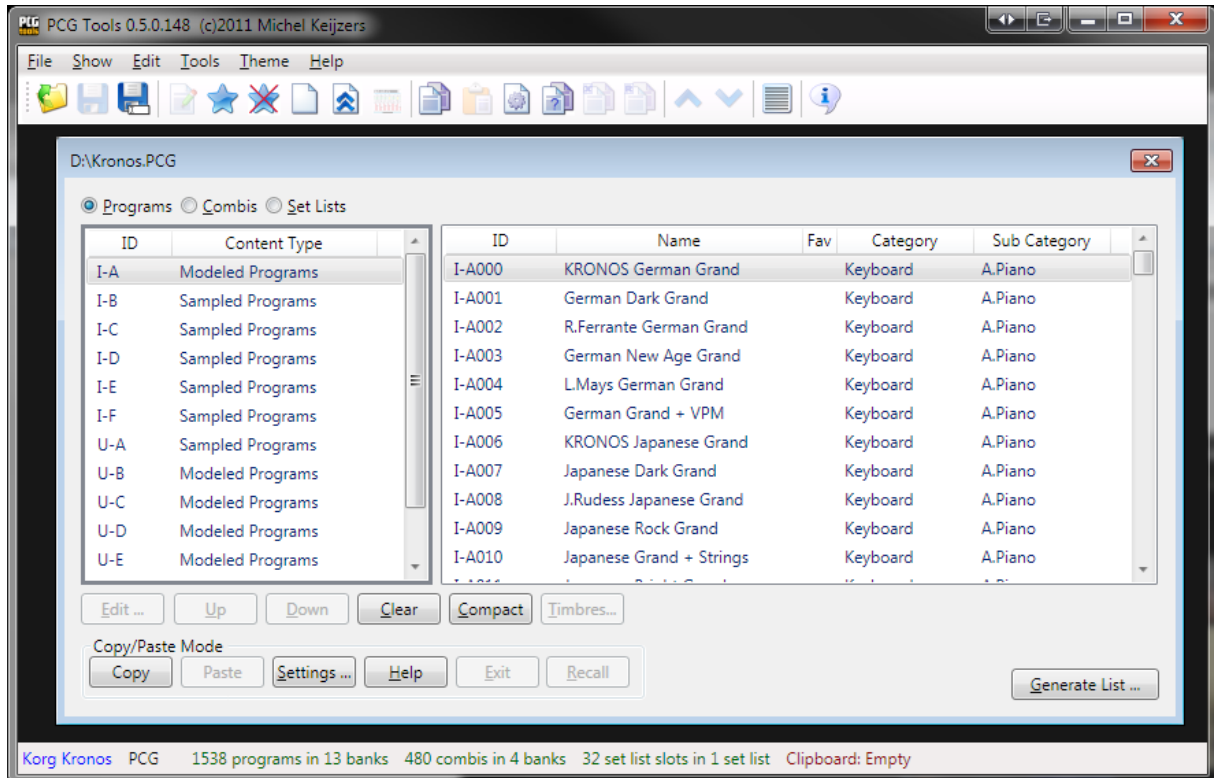 PCG Tools 0.5.0.148 (c)2011 Michel Keijzers
File Show Edit Tools Theme Help
D:\Kronos.PCG
Programs Combis Set Lists
ID Content Type ID Name Fav Category Sub Category
I-A Modeled Programs I-A000 KRONOS German Grand Keyboard A.Piano
I-B Sampled Programs I-A001 German Dark Grand Keyboard A.Piano
I-C Sampled Programs I-A002 R.Ferrante German Grand Keyboard A.Piano
I-D Sampled Programs I-A003 German New Age Grand Keyboard A.Piano
I-E Sampled Programs I-A004 L.Mays German Grand Keyboard A.Piano
I-F Sampled Programs I-A005 German Grand + VPM Keyboard A.Piano
U-A Sampled Programs I-A006 KRONOS Japanese Grand Keyboard A.Piano
U-B Modeled Programs I-A007 Japanese Dark Grand Keyboard A.Piano
U-C Modeled Programs I-A008 J.Rudess Japanese Grand Keyboard A.Piano
U-D Modeled Programs I-A009 Japanese Rock Grand Keyboard A.Piano
U-E Modeled Programs I-A010 Japanese Grand + Strings Keyboard A.Piano
Edit ... Up Down Clear Compact Timbres...
Copy/Paste Mode
Copy Paste Settings ... Help Exit Recall
Generate List ...
Korg Kronos PCG 1538 programs in 13 banks 480 combis in 4 banks 32 set list slots in 1 set list Clipboard: Empty